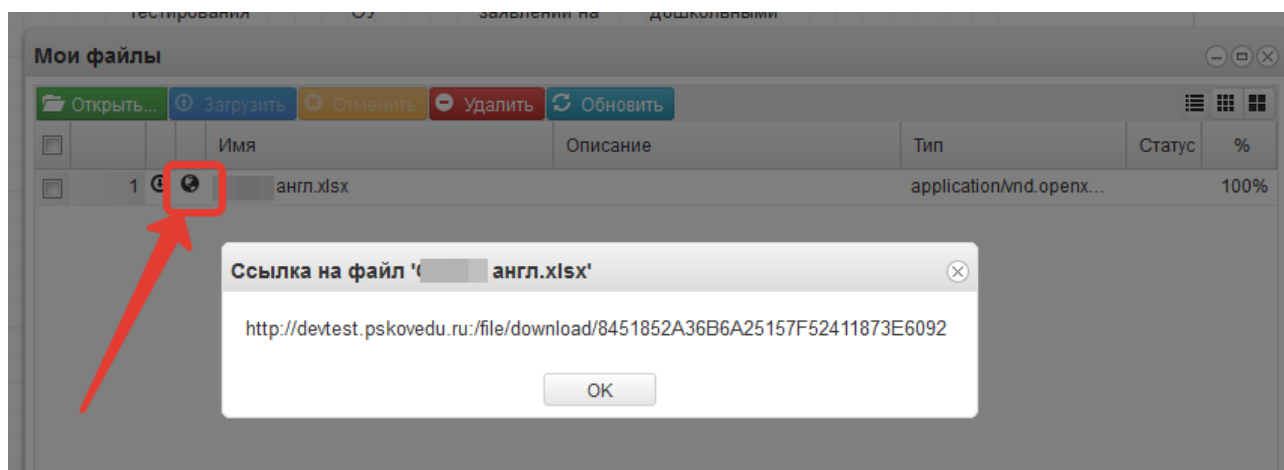 тестирования ОУ заявлений на дошкольными
Мои файлы
Открыть... Загрузить Отменить Удалить Обновить
Имя Описание Тип Статус %
1 англ.xlsx application/vnd.openx... 100%
Ссылка на файл ' англ.xlsx'
http://devtest.pskovedu.ru:/file/download/8451852A36B6A25157F52411873E6092
OK